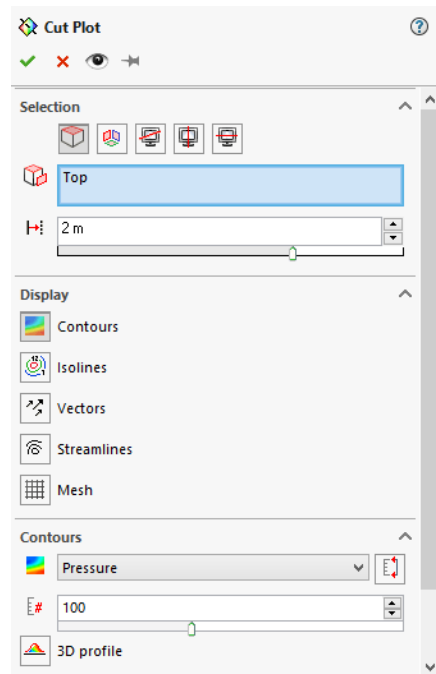 Cut Plot
Selection
Top
2 m
Display
Contours
Isolines
Vectors
Streamlines
Mesh
Contours
Pressure
100
3D profile